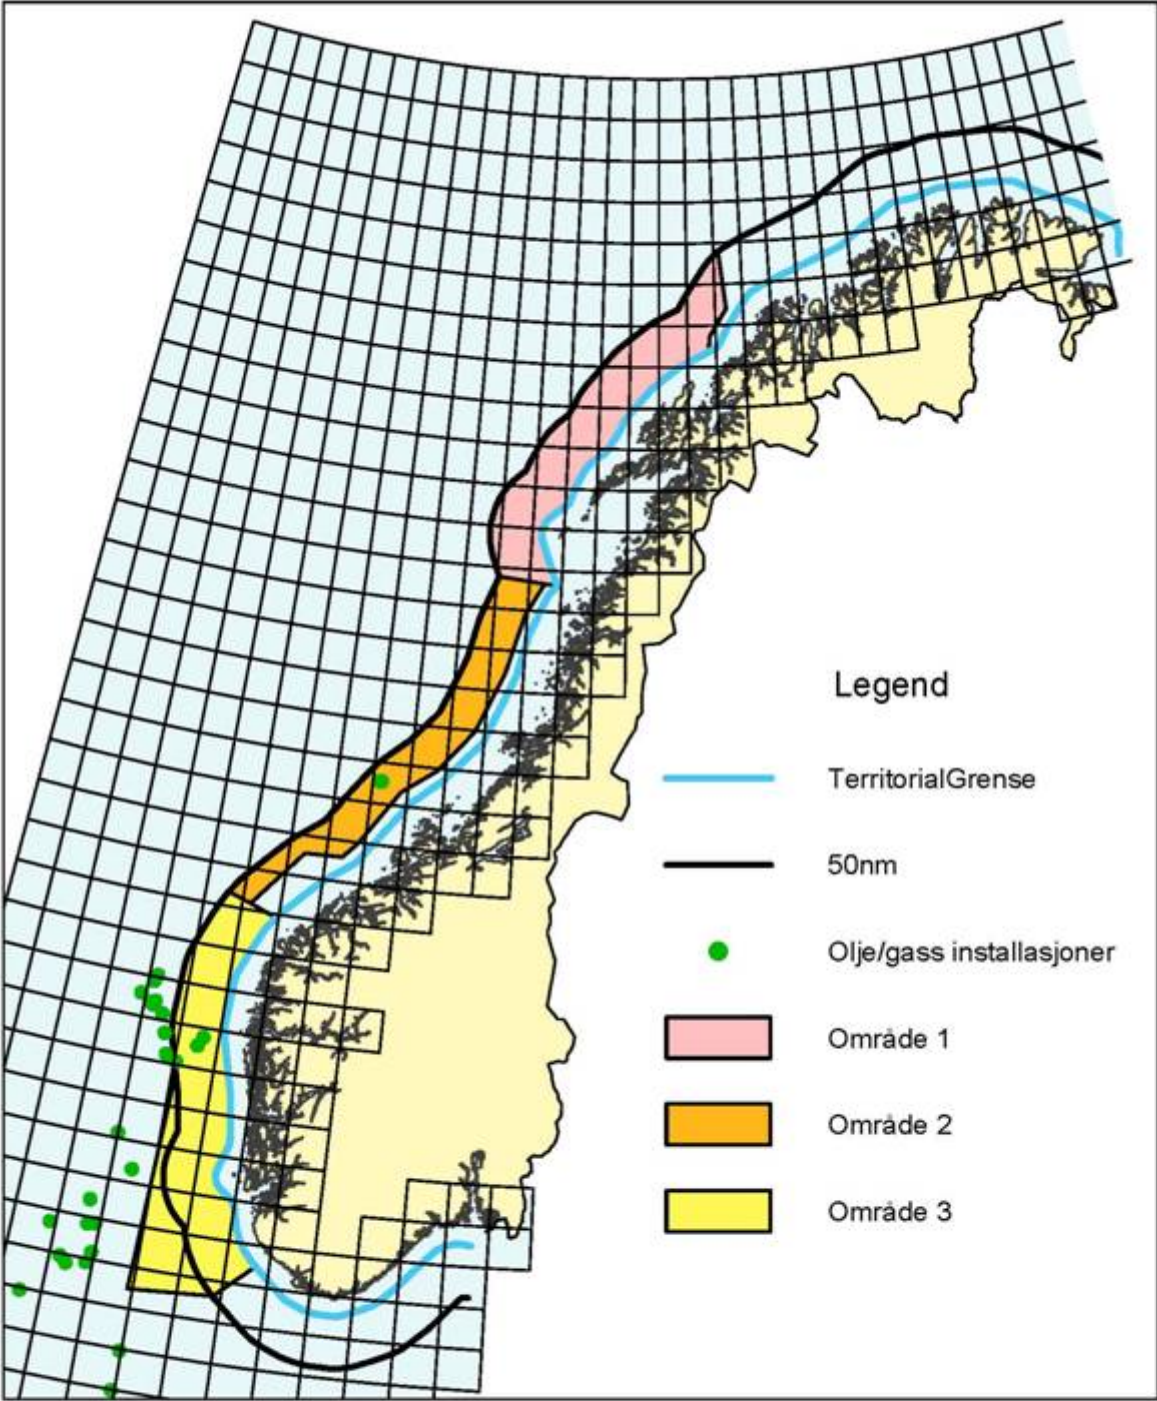 Legend
TerritorialGrense
50nm
Olje/gass installasjoner
Område 1
Område 2
Område 3